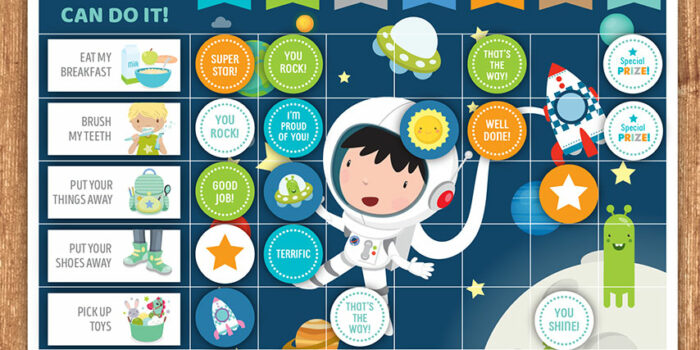 CAN DO IT!
EAT MY
BREAKFAST
Milk
SUPER
STAR!
YOU
ROCK!
THAT'S
THE
WAY!
Special
PRIZE!
BRUSH
MY TEETH
YOU
ROCK!
I'M
PROUD
OF YOU!
WELL
DONE!
Special
PRIZE!
PUT YOUR
THINGS AWAY
GOOD
JOB!
PUT YOUR
SHOES AWAY
TERRIFIC
PICK UP
TOYS
THAT'S
THE
WAY!
YOU
SHINE!